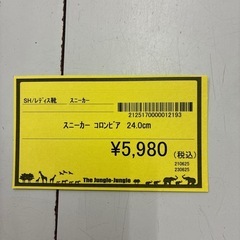 SH/レディス靴　スニーカー
2125170000012193
スニーカー コロンビア 24.0cm
¥5,980 (税込)
210625
230625
The Jungle-Jungle